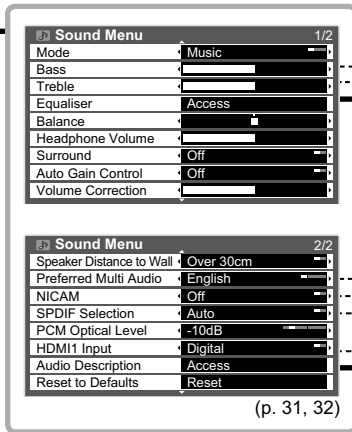 Sound Menu 1/2
Mode Music
Bass
Treble
Equaliser Access
Balance
Headphone Volume
Surround Off
Auto Gain Control Off
Volume Correction
Sound Menu 2/2
Speaker Distance to Wall Over 30cm
Preferred Multi Audio English
NICAM Off
SPDIF Selection Auto
PCM Optical Level -10dB
HDMI1 Input Digital
Audio Description Access
Reset to Defaults Reset
(p. 31, 32)